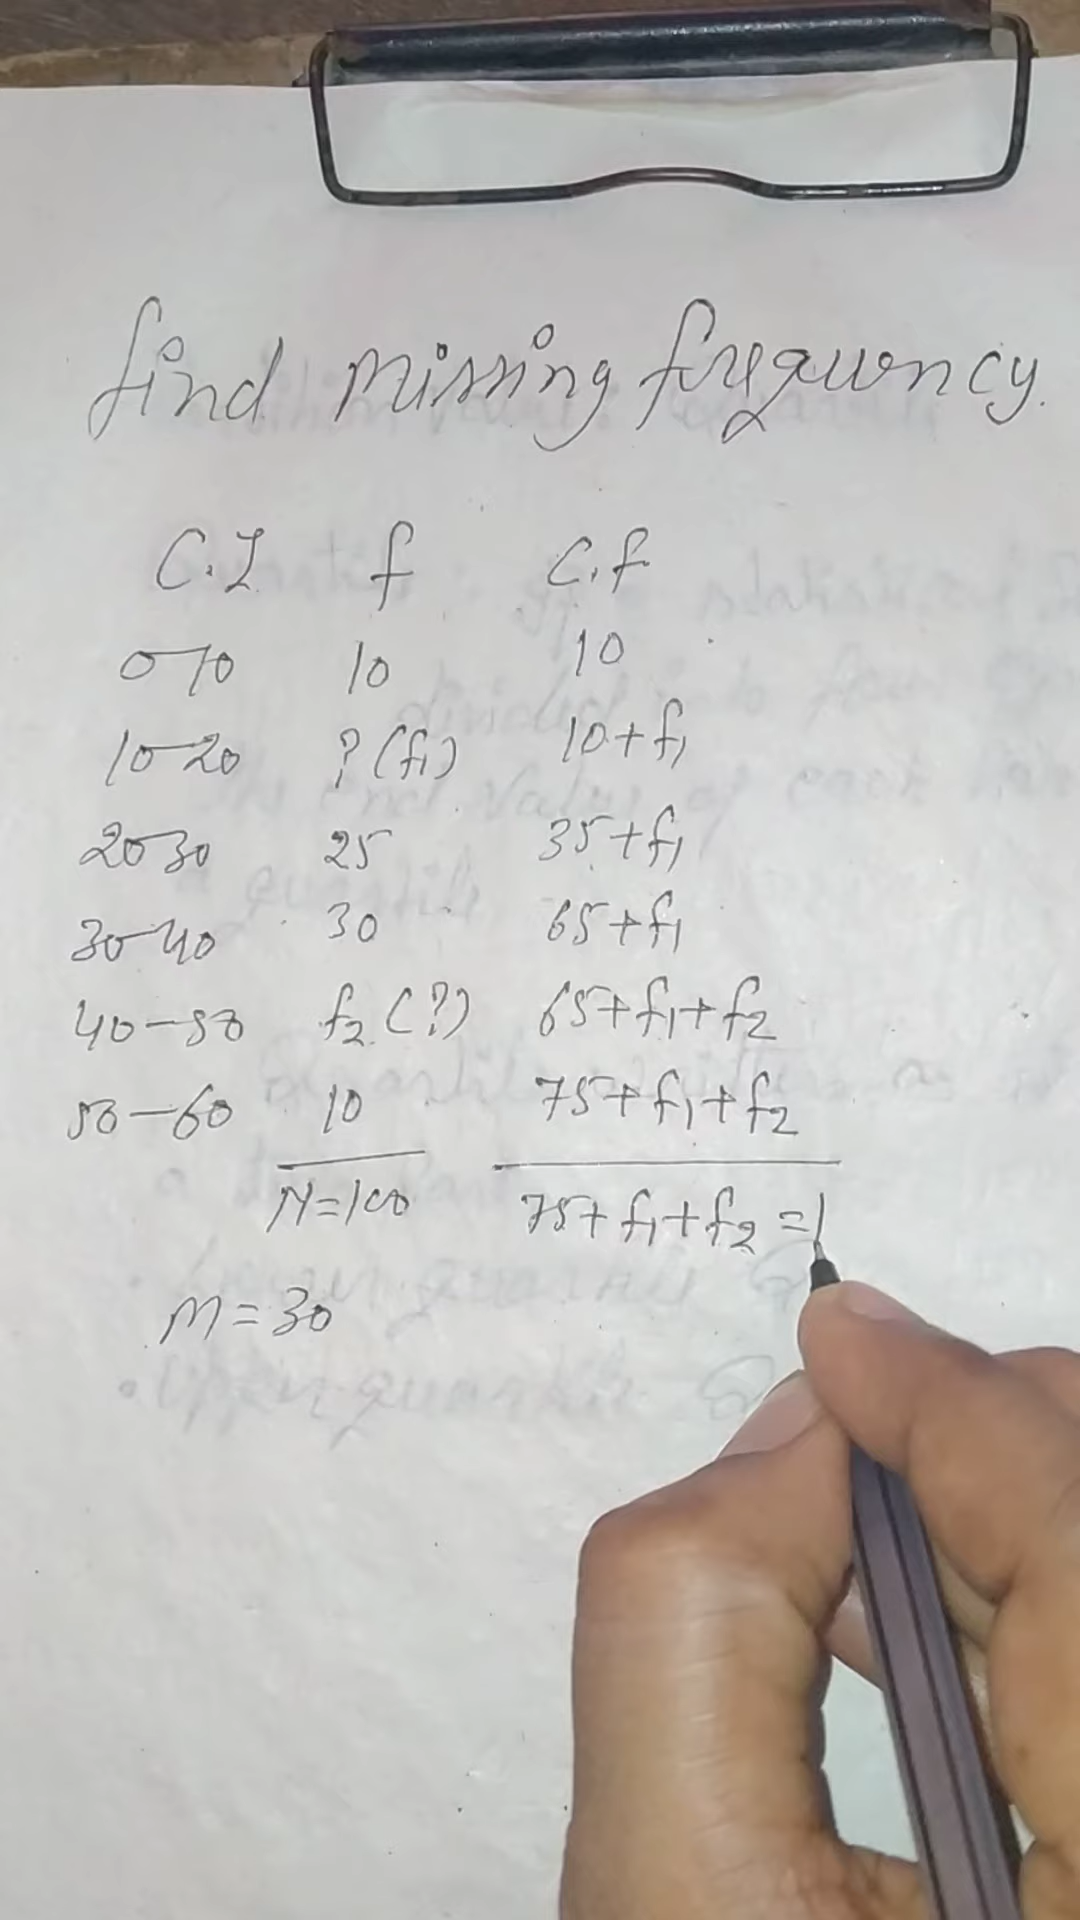 find missing frequency.
C.I f C.f
0-10 10 10
10-20 ?(f1) 10+f1
20-30 25 35+f1
30-40 30 65+f1
40-50 f2(?) 65+f1+f2
50-60 10 75+f1+f2
N=100 75+f1+f2=1
M=30